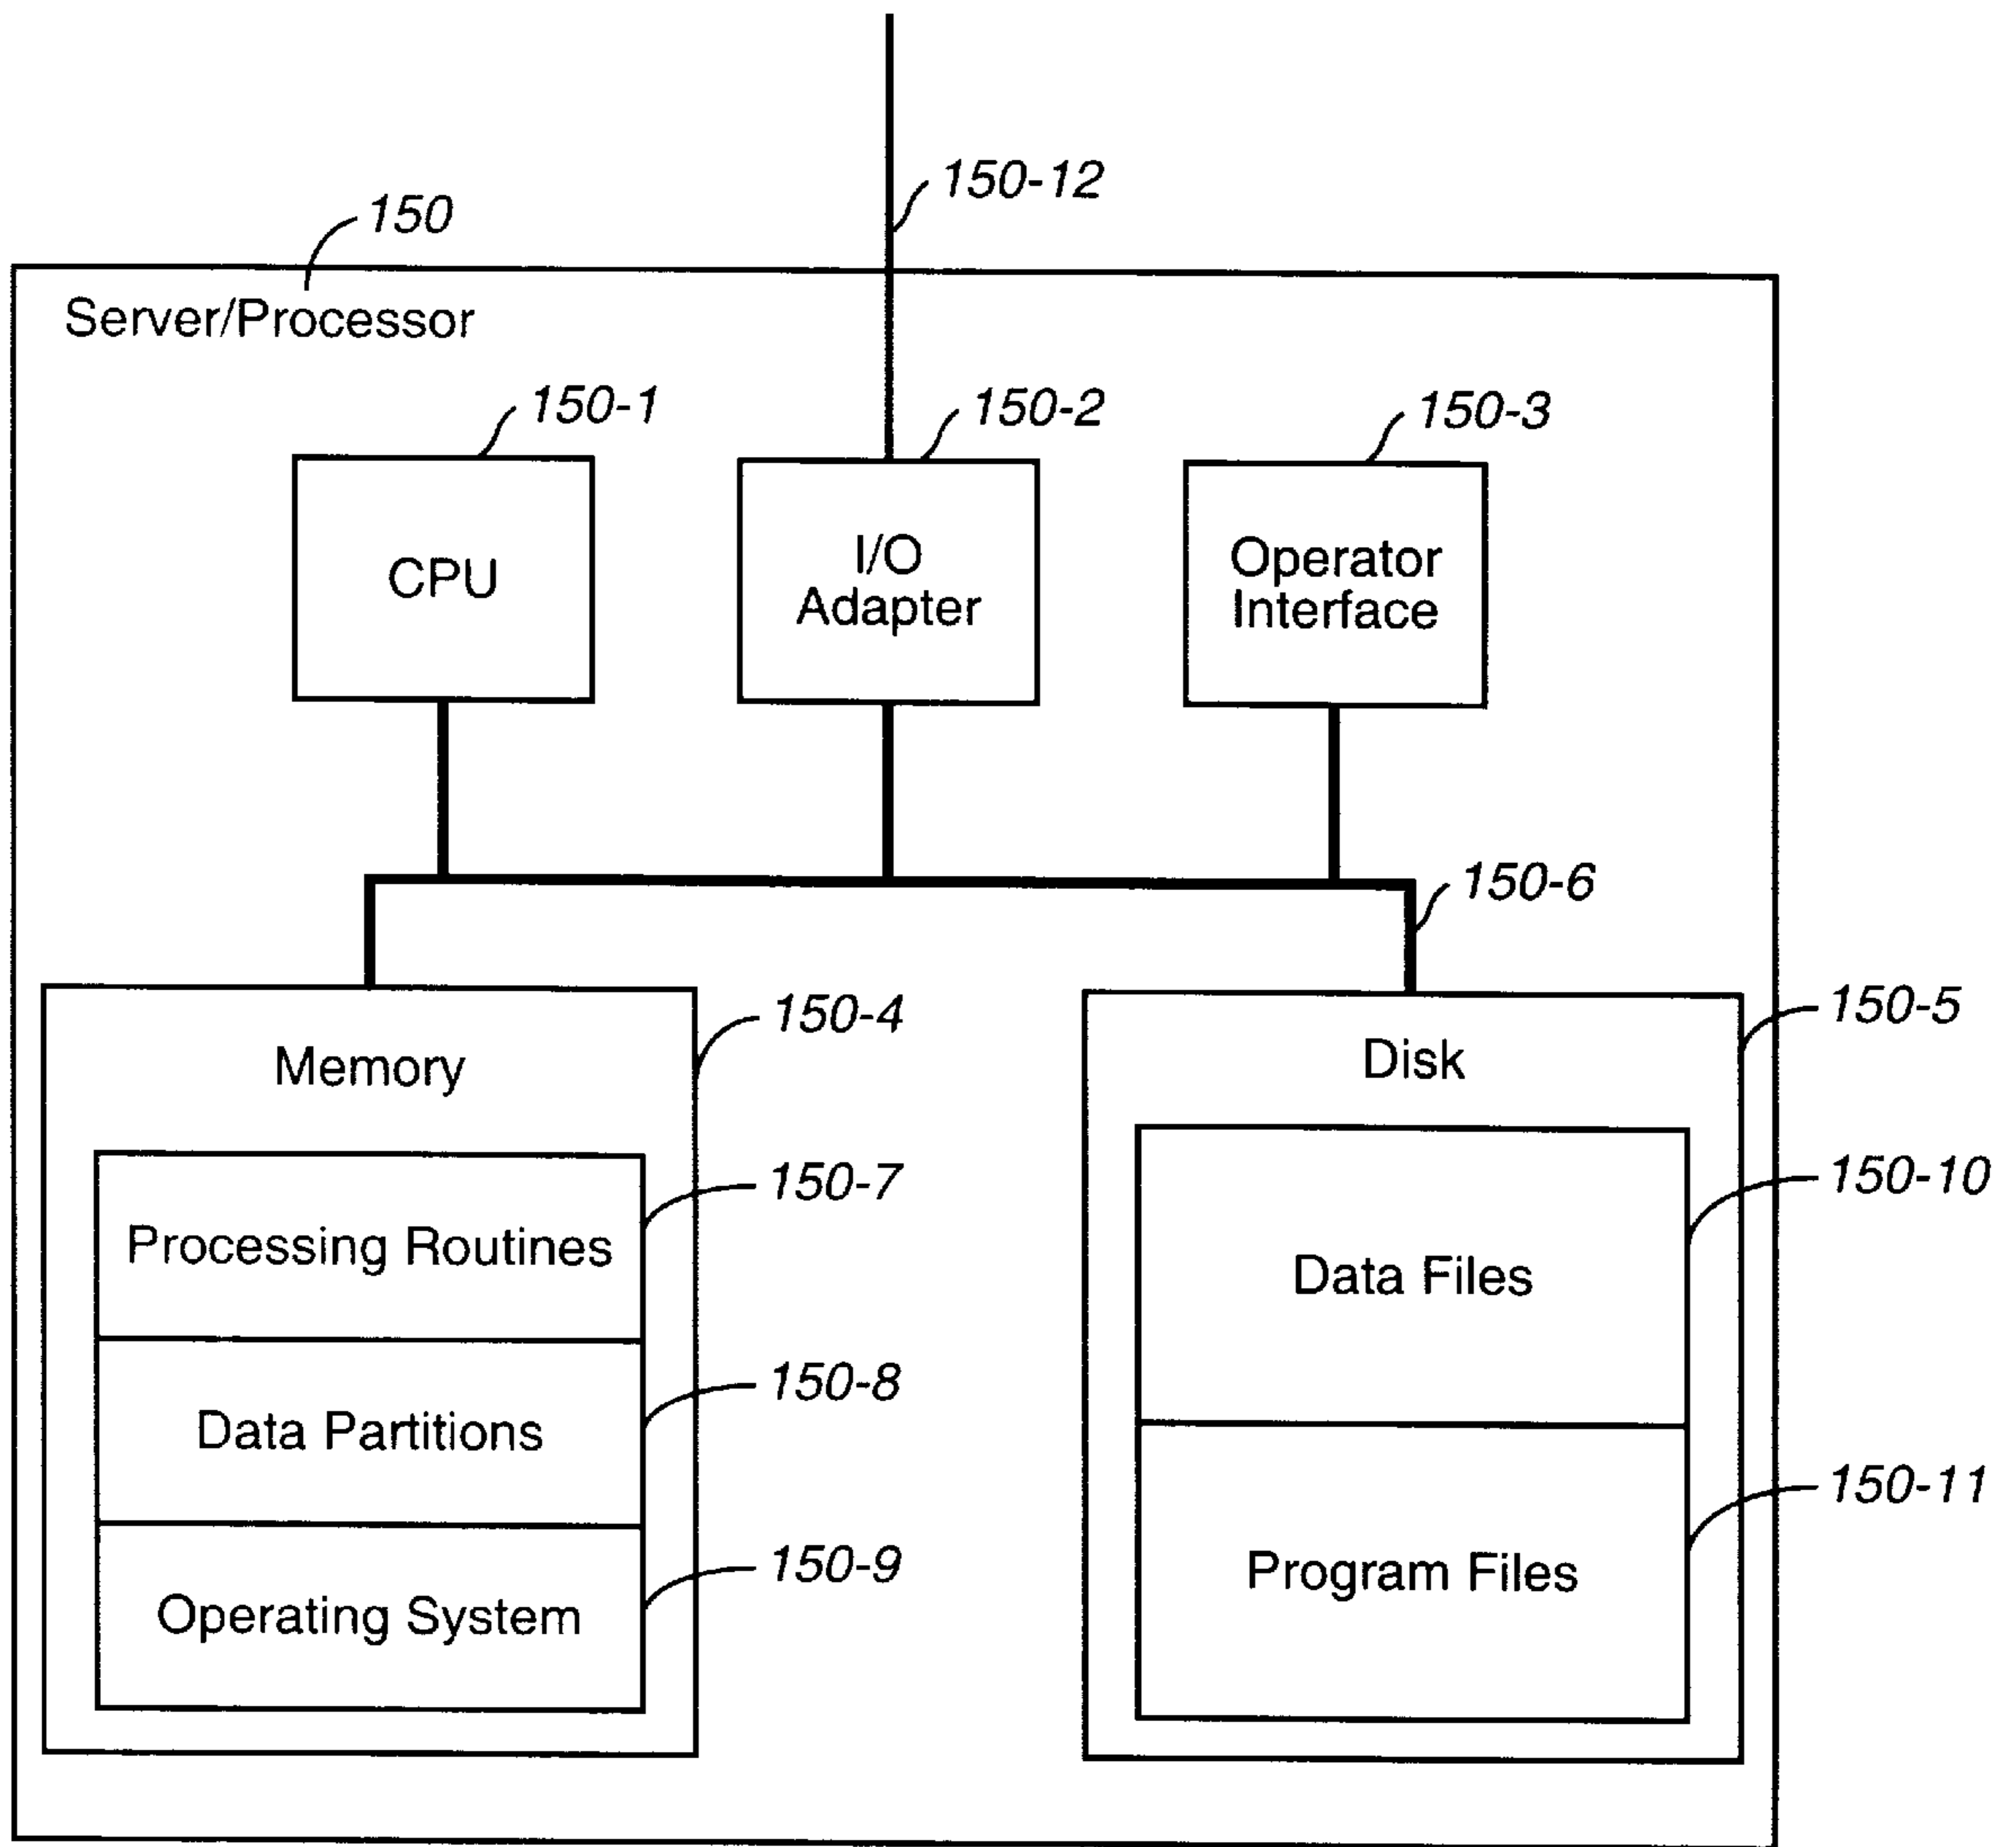 150-12
150
Server/Processor
150-1
150-2
150-3
CPU
I/O
Adapter
Operator
Interface
150-6
150-4
150-5
Memory
Disk
150-7
150-10
Processing Routines
Data Files
150-8
Data Partitions
150-11
150-9
Program Files
Operating System